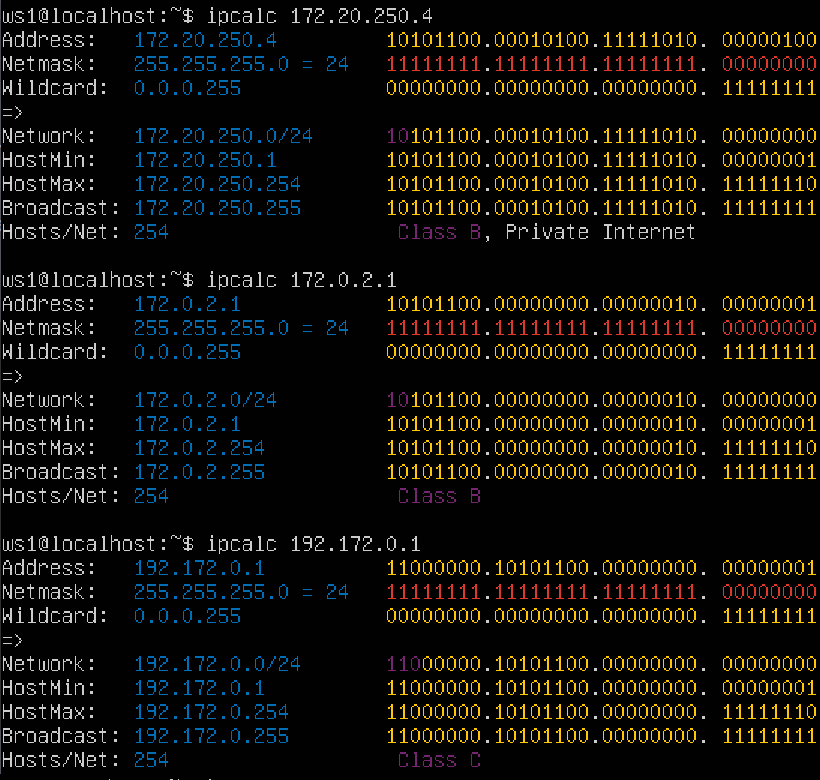 ws1@localhost:~$ ipcalc 172.20.250.4
Address:   172.20.250.4         10101100.00010100.11111010. 00000100
Netmask:   255.255.255.0 = 24   11111111.11111111.11111111. 00000000
Wildcard:  0.0.0.255            00000000.00000000.00000000. 11111111
=>
Network:   172.20.250.0/24      10101100.00010100.11111010. 00000000
HostMin:   172.20.250.1         10101100.00010100.11111010. 00000001
HostMax:   172.20.250.254       10101100.00010100.11111010. 11111110
Broadcast: 172.20.250.255       10101100.00010100.11111010. 11111111
Hosts/Net: 254                   Class B, Private Internet
ws1@localhost:~$ ipcalc 172.0.2.1
Address:   172.0.2.1            10101100.00000000.00000010. 00000001
Netmask:   255.255.255.0 = 24   11111111.11111111.11111111. 00000000
Wildcard:  0.0.0.255            00000000.00000000.00000000. 11111111
=>
Network:   172.0.2.0/24         10101100.00000000.00000010. 00000000
HostMin:   172.0.2.1            10101100.00000000.00000010. 00000001
HostMax:   172.0.2.254          10101100.00000000.00000010. 11111110
Broadcast: 172.0.2.255          10101100.00000000.00000010. 11111111
Hosts/Net: 254                   Class B
ws1@localhost:~$ ipcalc 192.172.0.1
Address:   192.172.0.1          11000000.10101100.00000000. 00000001
Netmask:   255.255.255.0 = 24   11111111.11111111.11111111. 00000000
Wildcard:  0.0.0.255            00000000.00000000.00000000. 11111111
=>
Network:   192.172.0.0/24       11000000.10101100.00000000. 00000000
HostMin:   192.172.0.1          11000000.10101100.00000000. 00000001
HostMax:   192.172.0.254        11000000.10101100.00000000. 11111110
Broadcast: 192.172.0.255        11000000.10101100.00000000. 11111111
Hosts/Net: 254                   Class C